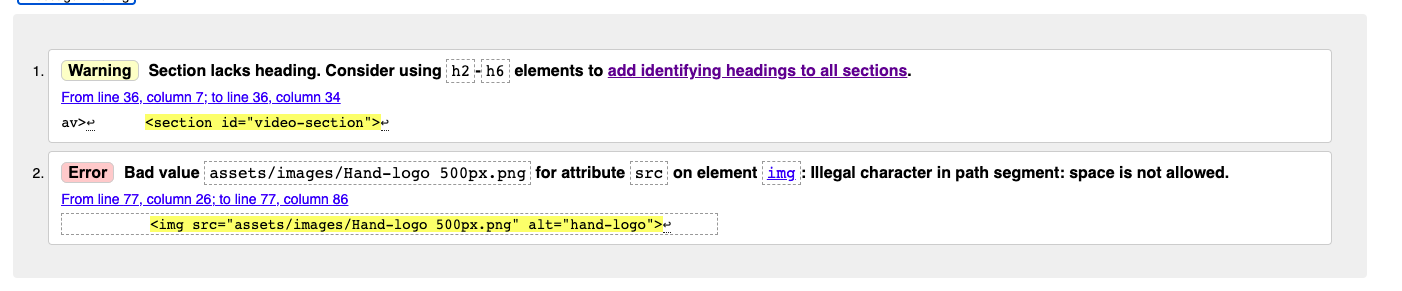 1. Warning Section lacks heading. Consider using h2-h6 elements to add identifying headings to all sections.
From line 36, column 7; to line 36, column 34
av>↩ <section id="video-section">↩
2. Error Bad value assets/images/Hand-logo 500px.png for attribute src on element img: Illegal character in path segment: space is not allowed.
From line 77, column 26; to line 77, column 86
<img src="assets/images/Hand-logo 500px.png" alt="hand-logo">↩